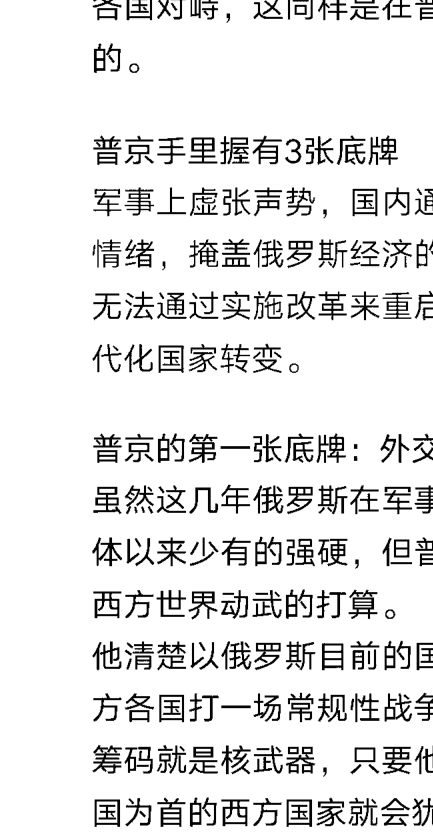 各国对峙，这同样是在普
的。
普京手里握有3张底牌
军事上虚张声势，国内通
情绪，掩盖俄罗斯经济的
无法通过实施改革来重启
代化国家转变。
普京的第一张底牌：外交
虽然这几年俄罗斯在军事
体以来少有的强硬，但普
西方世界动武的打算。
他清楚以俄罗斯目前的国
方各国打一场常规性战争
筹码就是核武器，只要他
国为首的西方国家就会犹